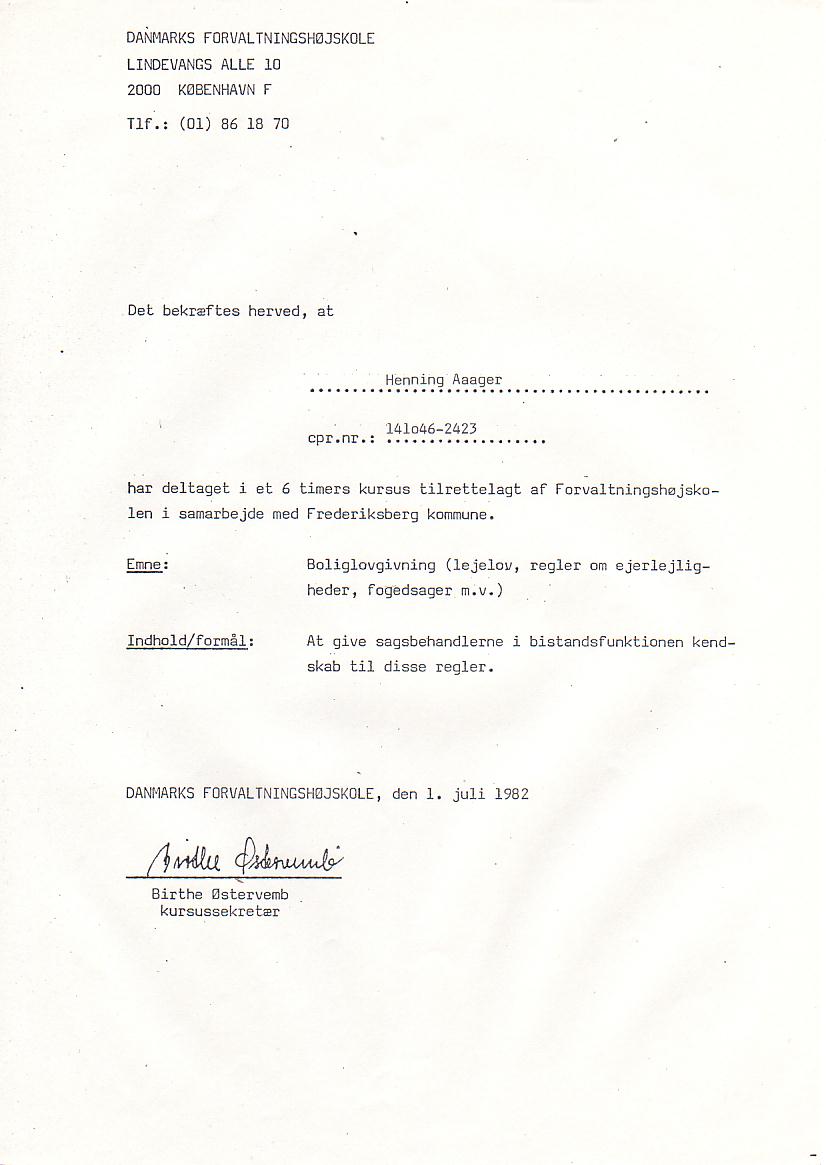 DANMARKS FORVALTNINGSHØJSKOLE
LINDEVANGS ALLE 10
2000 KØBENHAVN F
Tlf.: (01) 86 18 70
Det bekræftes herved, at
Henning Aaager
cpr.nr.: 141o46-2423
har deltaget i et 6 timers kursus tilrettelagt af Forvaltningshøjsko-
len i samarbejde med Frederiksberg kommune.
Emne: Boliglovgivning (lejelov, regler om ejerlejlig-
heder, fogedsager m.v.)
Indhold/formål: At give sagsbehandlerne i bistandsfunktionen kend-
skab til disse regler.
DANMARKS FORVALTNINGSHØJSKOLE, den 1. juli 1982
Birthe Østervemb
Birthe Østervemb
kursussekretær